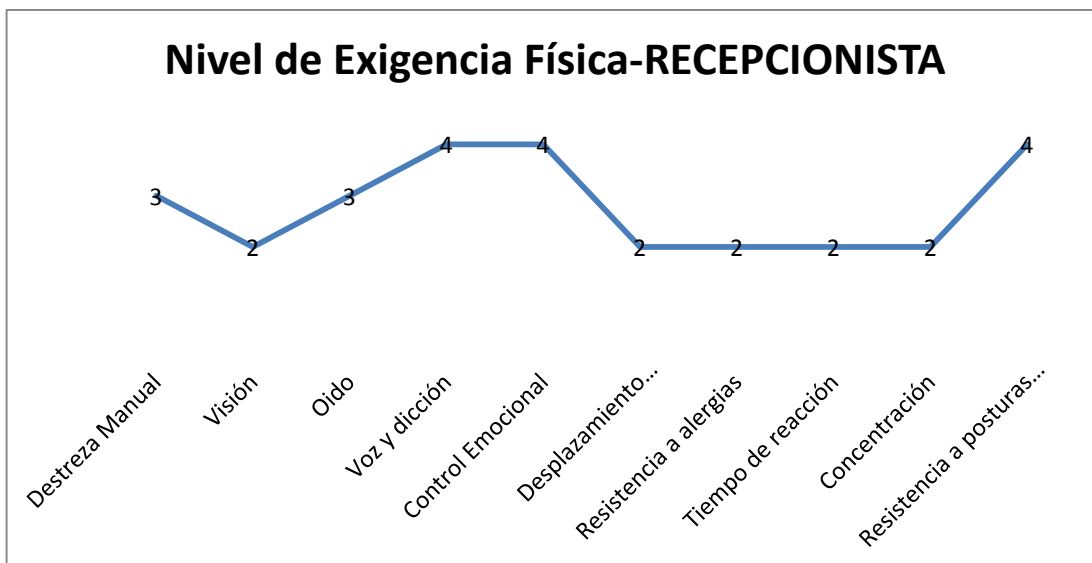 Nivel de Exigencia Física-RECEPCIONISTA
3
2
3
4
4
2
2
2
2
4
Destreza Manual
Visión
Oido
Voz y dicción
Control Emocional
Desplazamiento...
Resistencia a alergias
Tiempo de reacción
Concentración
Resistencia a posturas...